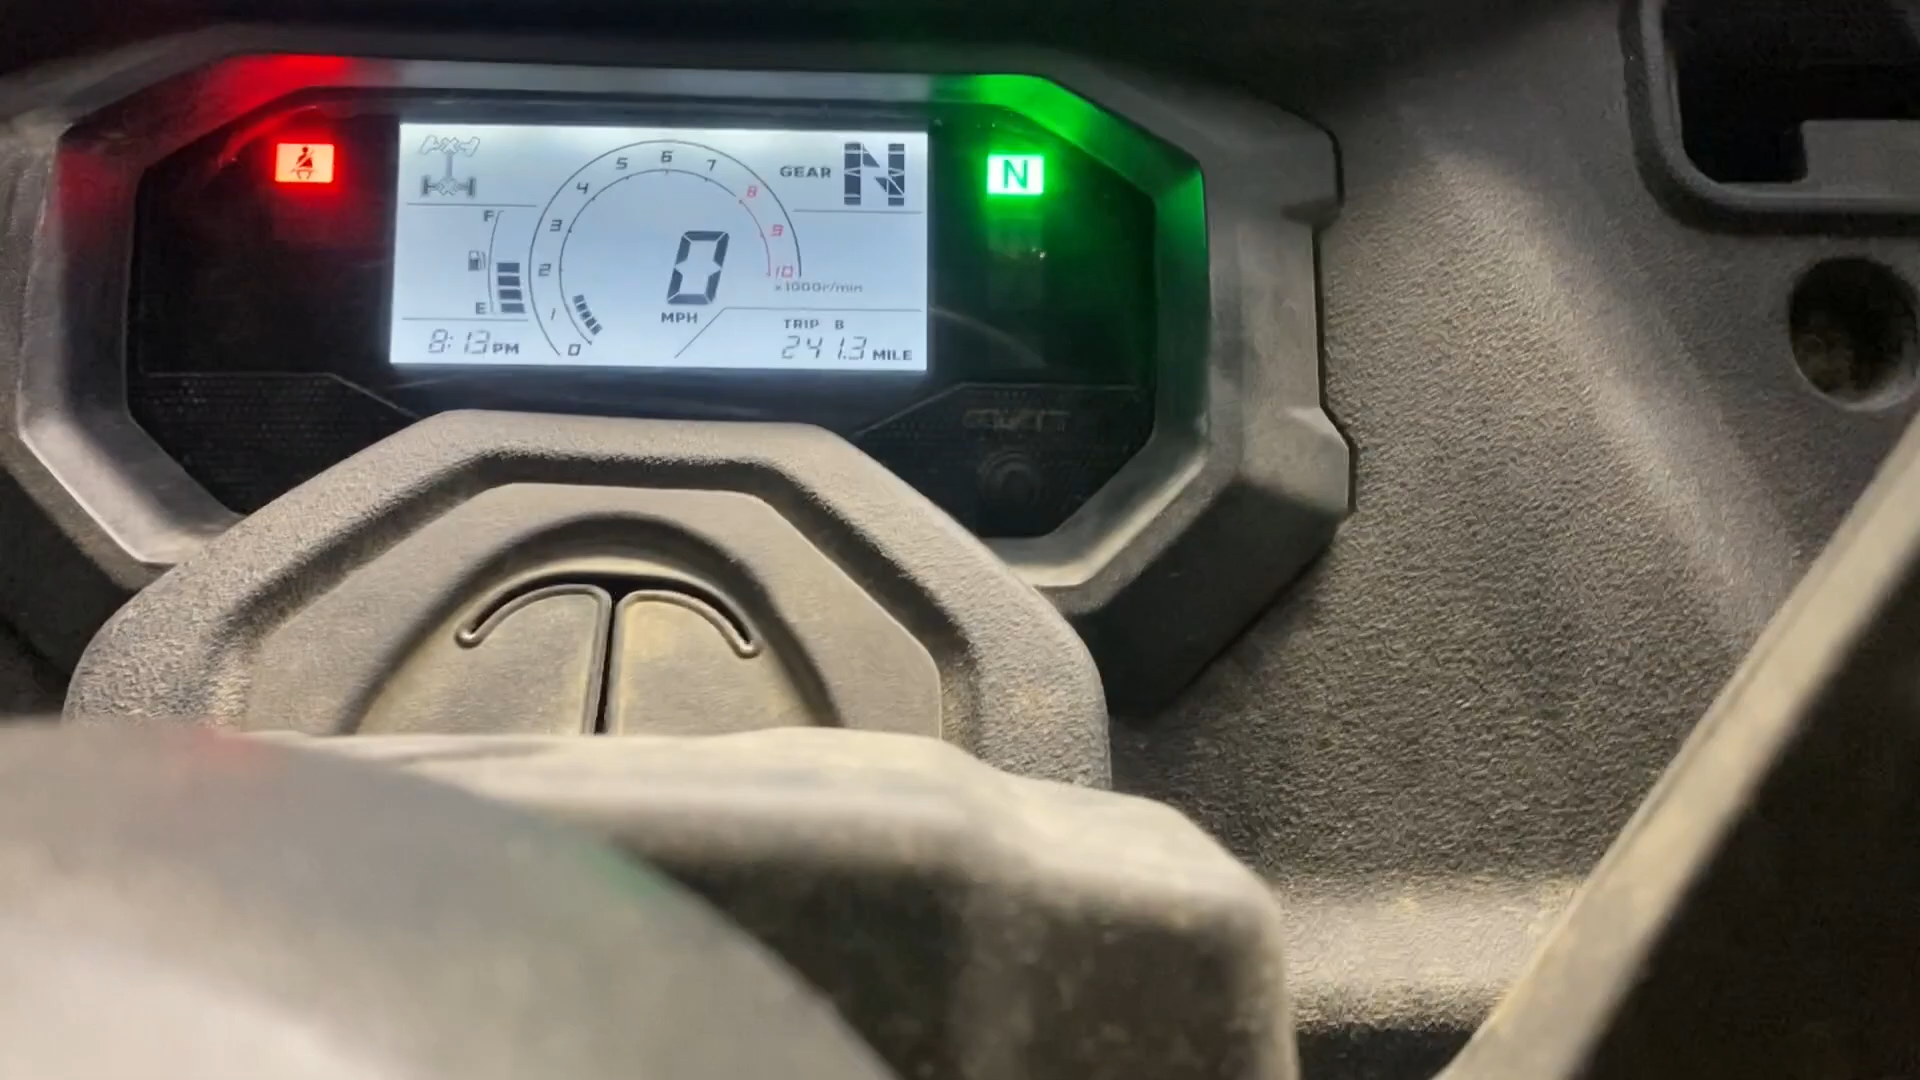 GEAR N
N
0 1 2 3 4 5 6 7 8 9 10
x1000r/min
F
E
0
MPH
8:13 PM
TRIP B
241.3 MILE